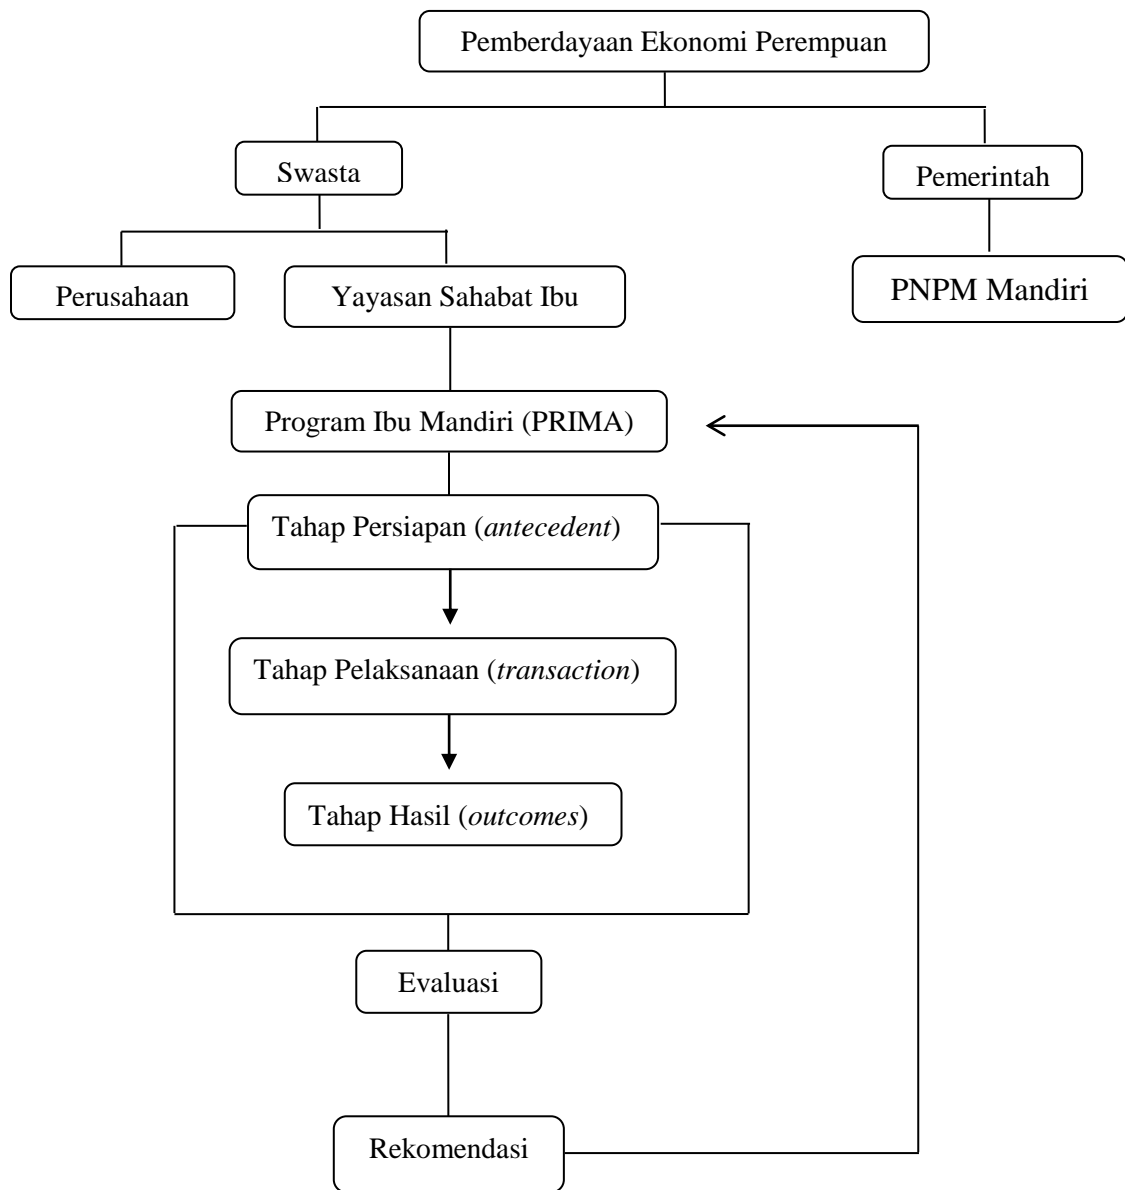 Pemberdayaan Ekonomi Perempuan
Swasta
Pemerintah
Perusahaan
Yayasan Sahabat Ibu
PNPM Mandiri
Program Ibu Mandiri (PRIMA)
Tahap Persiapan (antecedent)
Tahap Pelaksanaan (transaction)
Tahap Hasil (outcomes)
Evaluasi
Rekomendasi